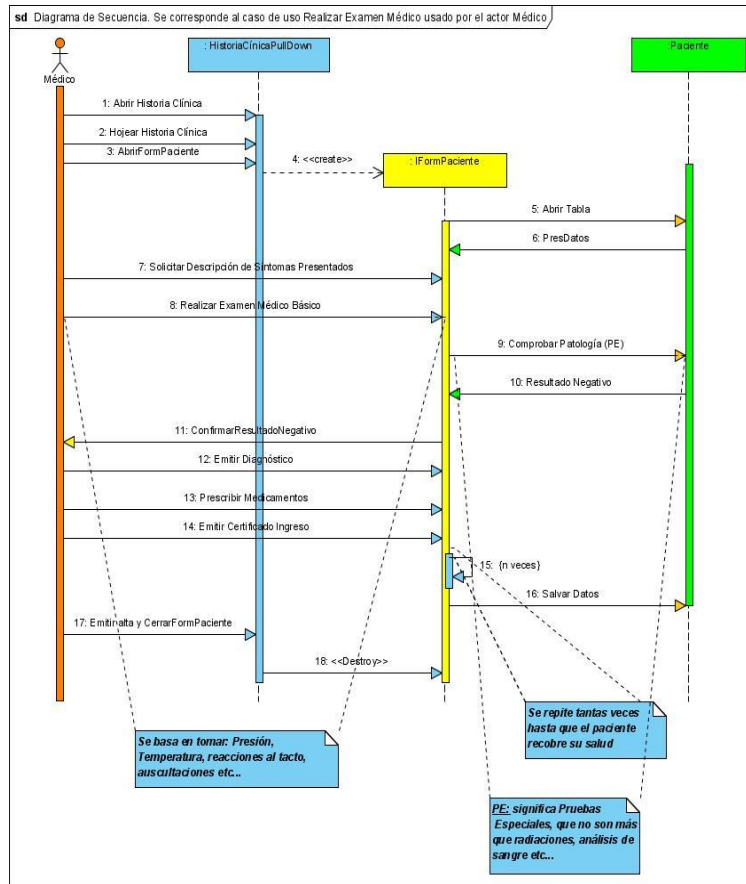 sd Diagrama de Secuencia. Se corresponde al caso de uso Realizar Examen Médico usado por el actor Médico
: HistoriaCínicaPullDown
:Paciente
Médico
1: Abrir Historia Clínica
2: Hojear Historia Clínica
3: AbrirFormPaciente
4: <<create>>
: IFormPaciente
5: Abrir Tabla
6: PresDatos
7: Solicitar Descripción de Síntomas Presentados
8: Realizar Examen Médico Básico
9: Comprobar Patología (PE)
10: Resultado Negativo
11: ConfirmarResultadoNegativo
12: Emitir Diagnóstico
13: Prescribir Medicamentos
14: Emitir Certificado Ingreso
15: {n veces}
16: Salvar Datos
17: Emitir alta y CerrarFormPaciente
18: <<Destroy>>
Se repite tantas veces
hasta que el paciente
recobre su salud
Se basa en tomar: Presión,
Temperatura, reacciones al tacto,
auscultaciones etc...
PE: significa Pruebas
Especiales, que no son más
que radiaciones, análisis de
sangre etc...